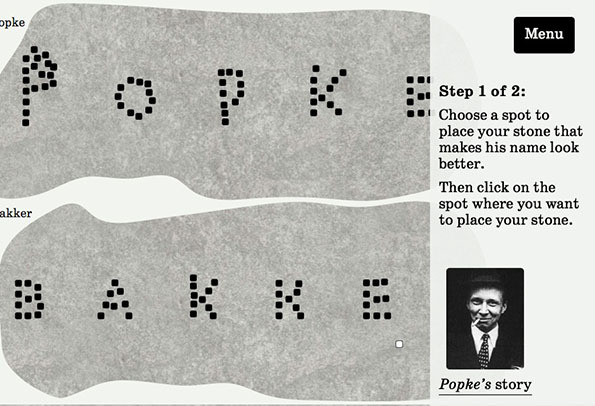 opke
POPKE
Menu
Step 1 of 2:
Choose a spot to
place your stone that
makes his name look
better.
Then click on the
spot where you want
to place your stone.
akker
BAKKE
Popke's story